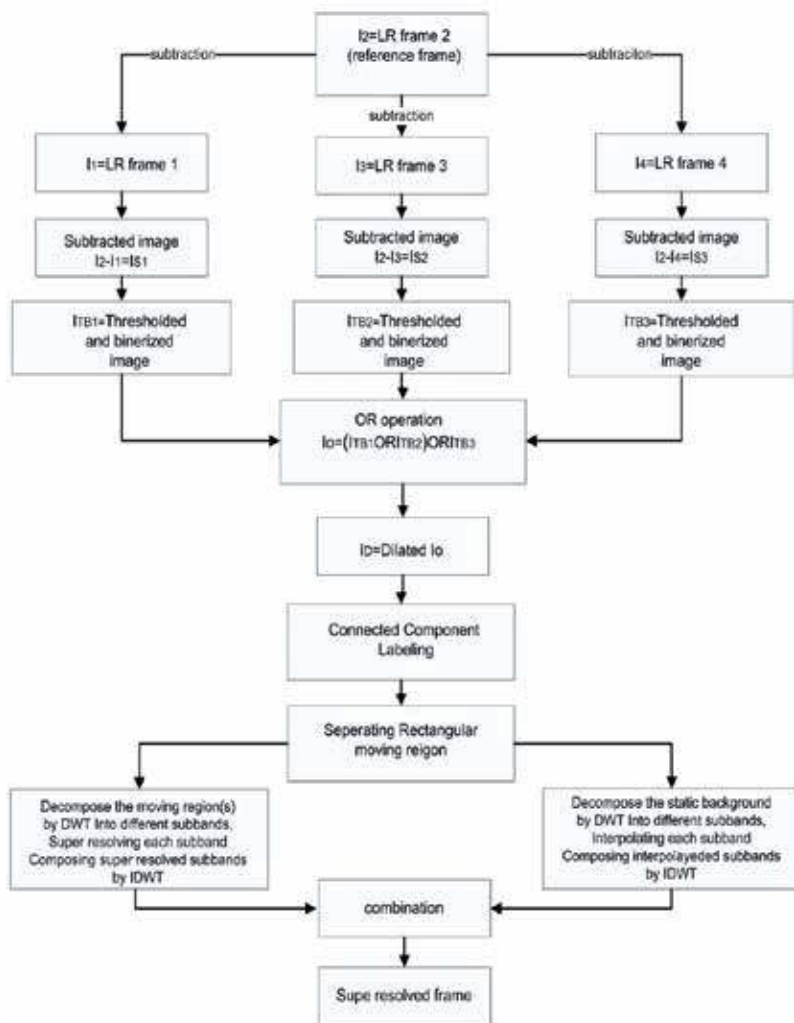 I2=LR frame 2
(reference frame)
subtraction
subtraction
subtraciton
I1=LR frame 1
I3=LR frame 3
I4=LR frame 4
Subtracted image
I2-I1=IS1
Subtracted image
I2-I3=IS2
Subtracted image
I2-I4=IS3
ITB1=Thresholded
and binerized
image
ITB2=Thresholded
and binerized
image
ITB3=Thresholded
and binerized
image
OR operation
IO=(ITB1ORITB2)ORITB3
ID=Dilated Io
Connected Component
Labeling
Seperating Rectangular
moving reigon
Decompose the moving region(s)
by DWT Into different subbands,
Super resolving each subband
Composing super resolved subbands
by IDWT
Decompose the static background
by DWT Into different subbands,
Interpolating each subband
Composing interpolayeded subbands
by IDWT
combination
Supe resolved frame